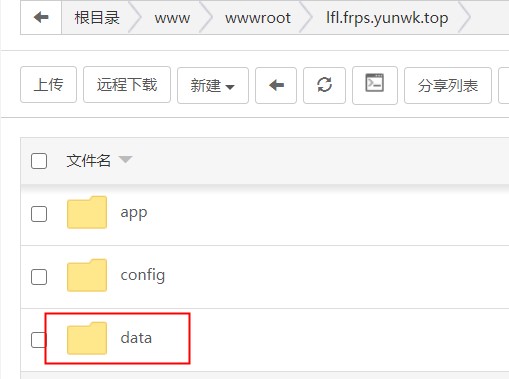 根目录 www wwwroot lfl.frps.yunwk.top
上传 远程下载 新建 分享列表
文件名
app
config
data